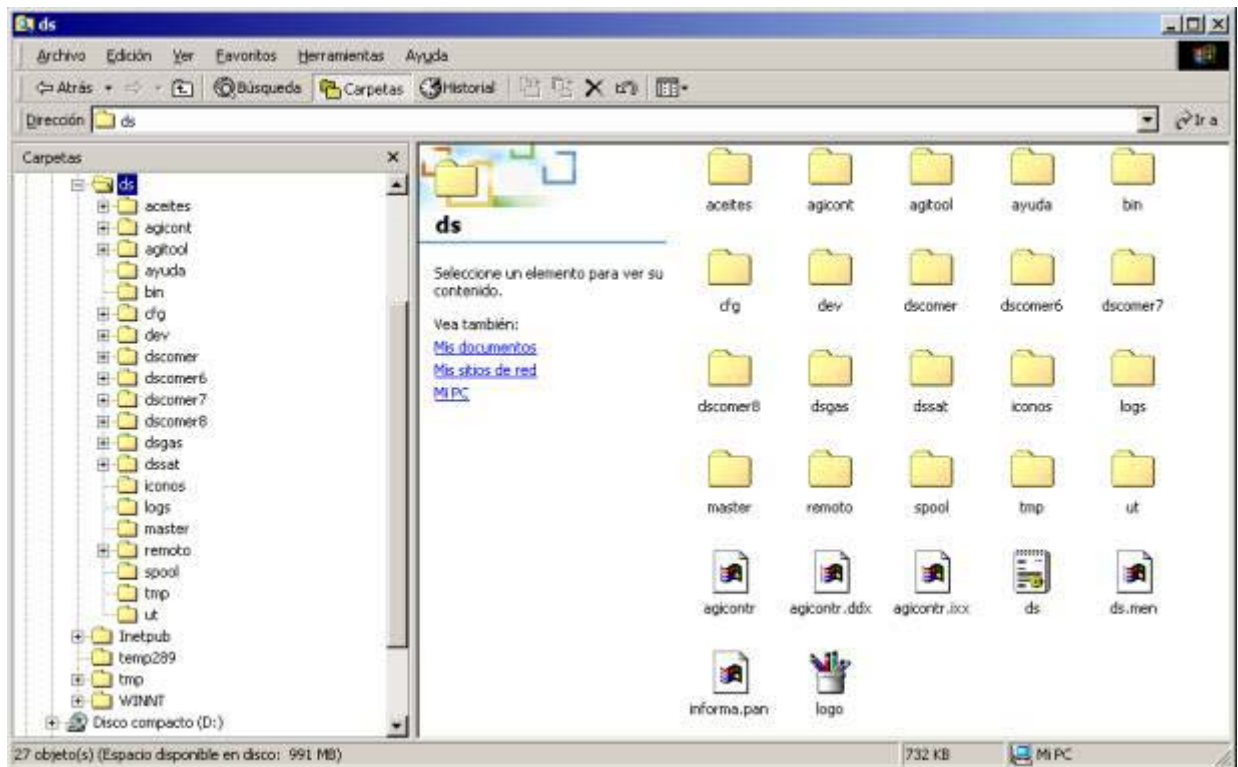 ds
Archivo Edición Ver Favoritos Herramientas Ayuda
Atrás Búsqueda Carpetas Historial
Dirección ds Ir a
Carpetas
ds
aceites
agicont
agitool
ayuda
bin
cfg
dev
dscomer
dscomer6
dscomer7
dscomer8
dsgas
dssat
iconos
logs
master
remoto
spool
tmp
ut
Inetpub
temp289
tmp
WINNT
Disco compacto (D:)
ds
Seleccione un elemento para ver su
contenido.
Vea también:
Mis documentos
Mis sitios de red
Mi PC
aceites agicont agitool ayuda bin
cfg dev dscomer dscomer6 dscomer7
dscomer8 dsgas dssat iconos logs
master remoto spool tmp ut
agicontr agicontr.ddx agicontr.ixx ds ds.men
informa.pan logo
27 objeto(s) (Espacio disponible en disco: 991 MB) 732 KB Mi PC